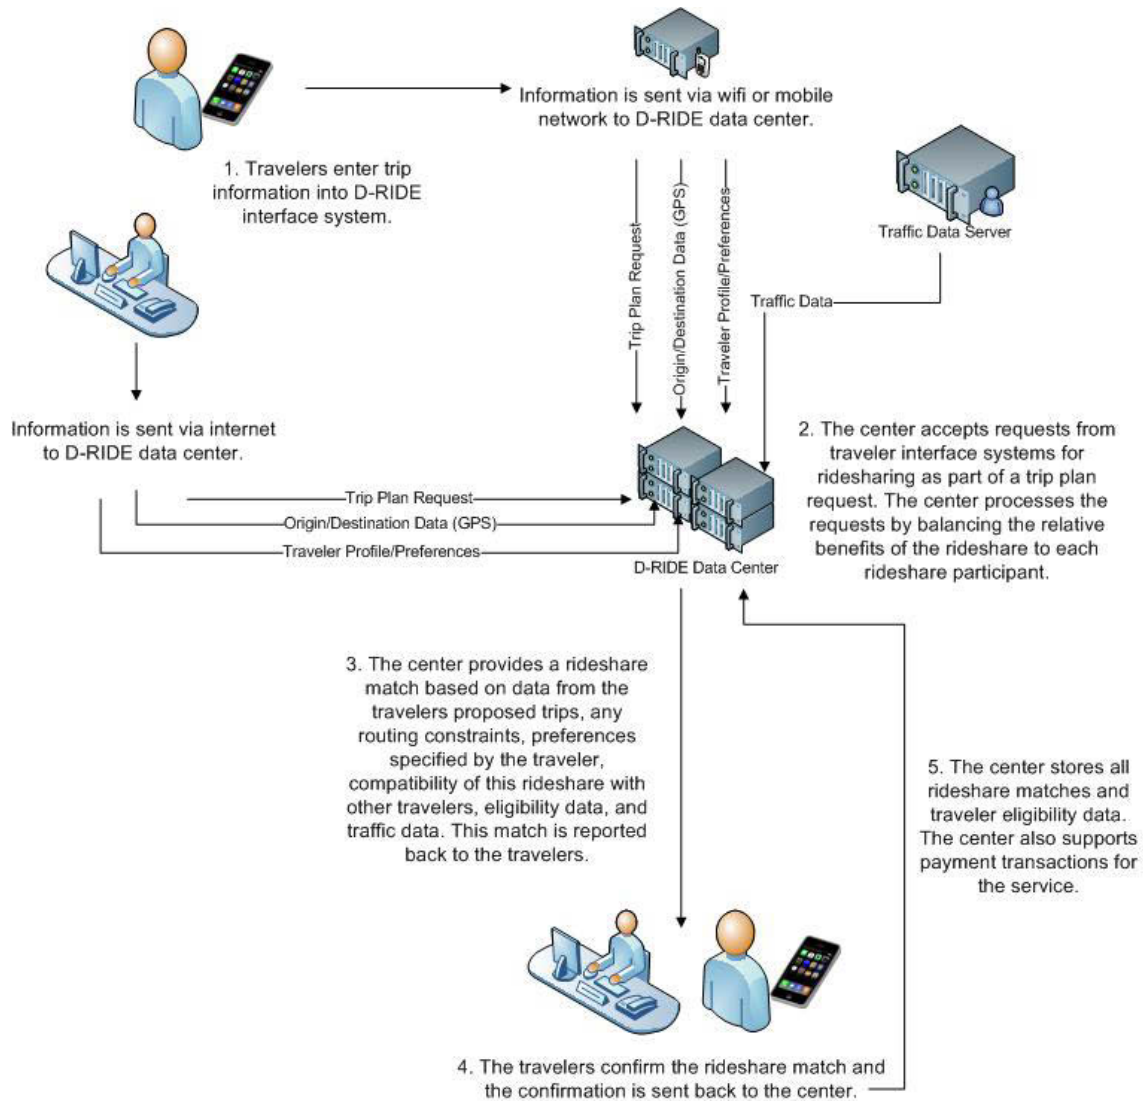 Information is sent via wifi or mobile
network to D-RIDE data center.
1. Travelers enter trip
information into D-RIDE
interface system.
Traffic Data Server
Trip Plan Request
Origin/Destination Data (GPS)
Traveler Profile/Preferences
Traffic Data
Information is sent via internet
to D-RIDE data center.
2. The center accepts requests from
traveler interface systems for
ridesharing as part of a trip plan
request. The center processes the
requests by balancing the relative
benefits of the rideshare to each
rideshare participant.
Trip Plan Request
Origin/Destination Data (GPS)
Traveler Profile/Preferences
D-RIDE Data Center
3. The center provides a rideshare
match based on data from the
travelers proposed trips, any
routing constraints, preferences
specified by the traveler,
compatibility of this rideshare with
other travelers, eligibility data, and
traffic data. This match is reported
back to the travelers.
5. The center stores all
rideshare matches and
traveler eligibility data.
The center also supports
payment transactions for
the service.
4. The travelers confirm the rideshare match and
the confirmation is sent back to the center.